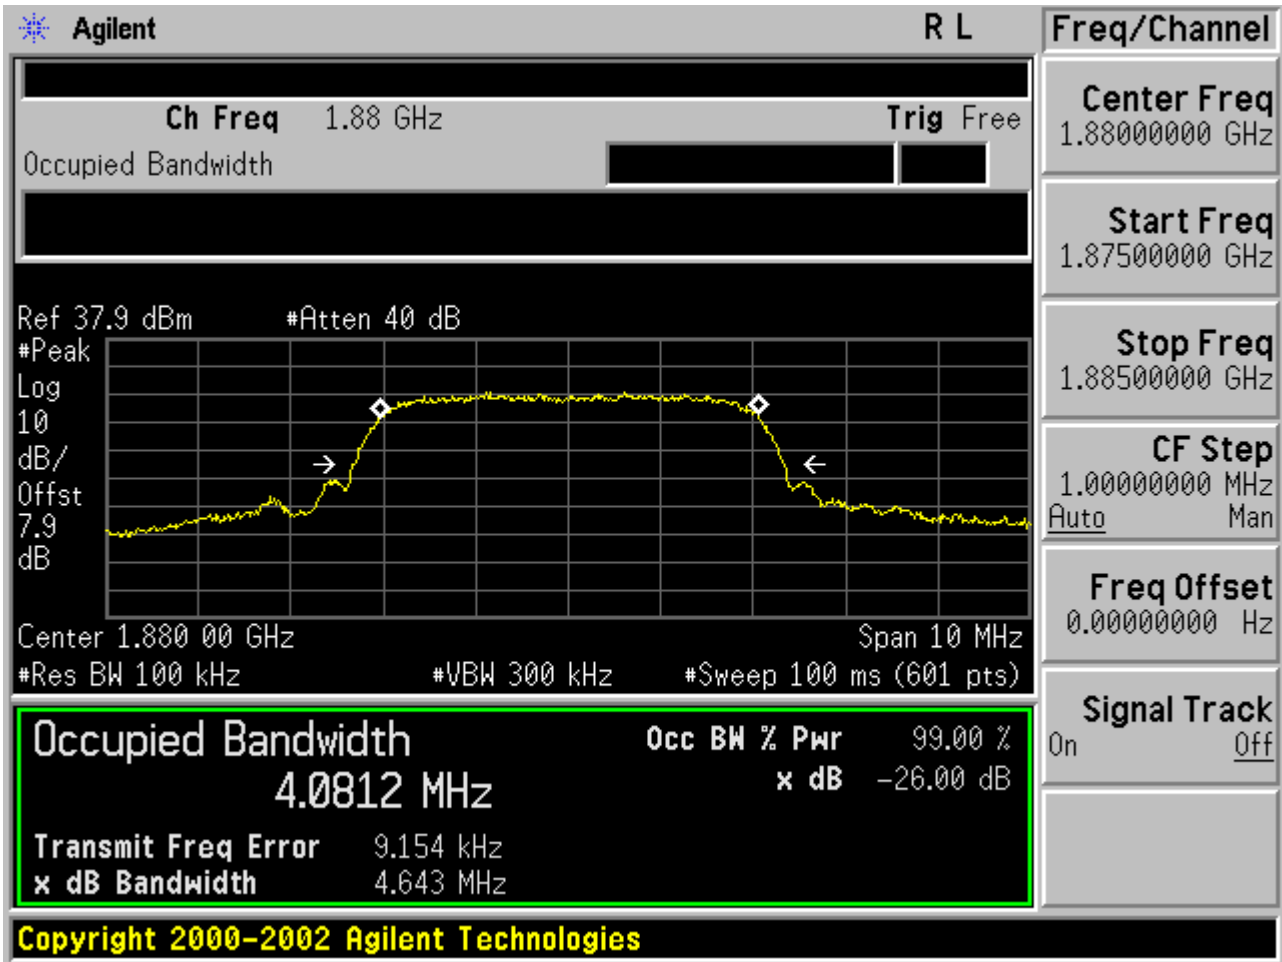 Agilent
R L
Freq/Channel
Ch Freq 1.88 GHz
Trig Free
Occupied Bandwidth
Center Freq
1.88000000 GHz
Start Freq
1.87500000 GHz
Stop Freq
1.88500000 GHz
CF Step
1.00000000 MHz
Auto Man
Freq Offset
0.00000000 Hz
Signal Track
On Off
Ref 37.9 dBm
#Atten 40 dB
#Peak
Log
10
dB/
Offst
7.9
dB
Center 1.880 00 GHz
Span 10 MHz
#Res BW 100 kHz
#VBW 300 kHz
#Sweep 100 ms (601 pts)
Occupied Bandwidth
4.0812 MHz
Occ BW % Pwr 99.00 %
x dB -26.00 dB
Transmit Freq Error 9.154 kHz
x dB Bandwidth 4.643 MHz
Copyright 2000-2002 Agilent Technologies